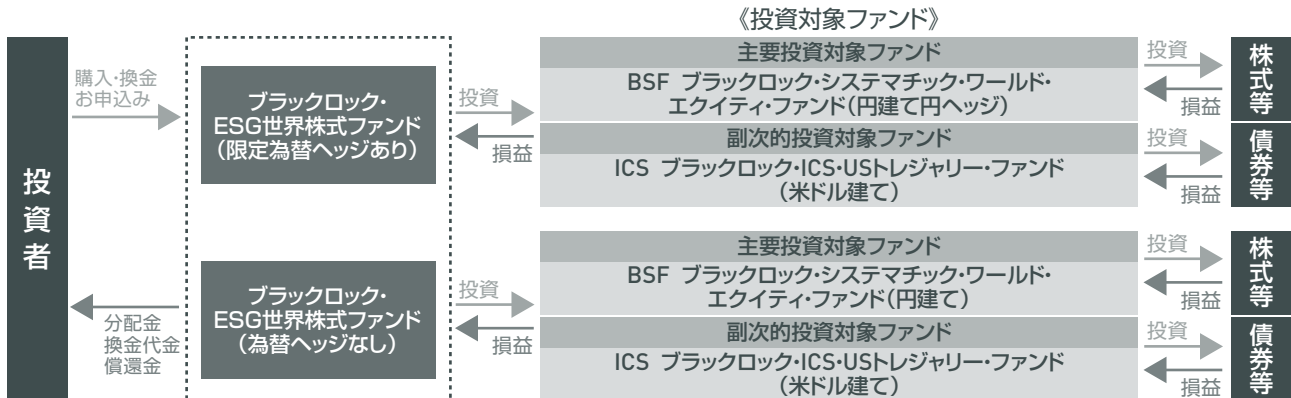 《投資対象ファンド》
投資者
購入・換金
お申込み
分配金
換金代金
償還金
ブラックロック・
ESG世界株式ファンド
(限定為替ヘッジあり)
投資
損益
主要投資対象ファンド
BSF ブラックロック・システマチック・ワールド・
エクイティ・ファンド(円建て円ヘッジ)
副次的投資対象ファンド
ICS ブラックロック・ICS・USトレジャリー・ファンド
(米ドル建て)
投資
損益
株式等
投資
損益
債券等
ブラックロック・
ESG世界株式ファンド
(為替ヘッジなし)
投資
損益
主要投資対象ファンド
BSF ブラックロック・システマチック・ワールド・
エクイティ・ファンド(円建て)
副次的投資対象ファンド
ICS ブラックロック・ICS・USトレジャリー・ファンド
(米ドル建て)
投資
損益
株式等
投資
損益
債券等